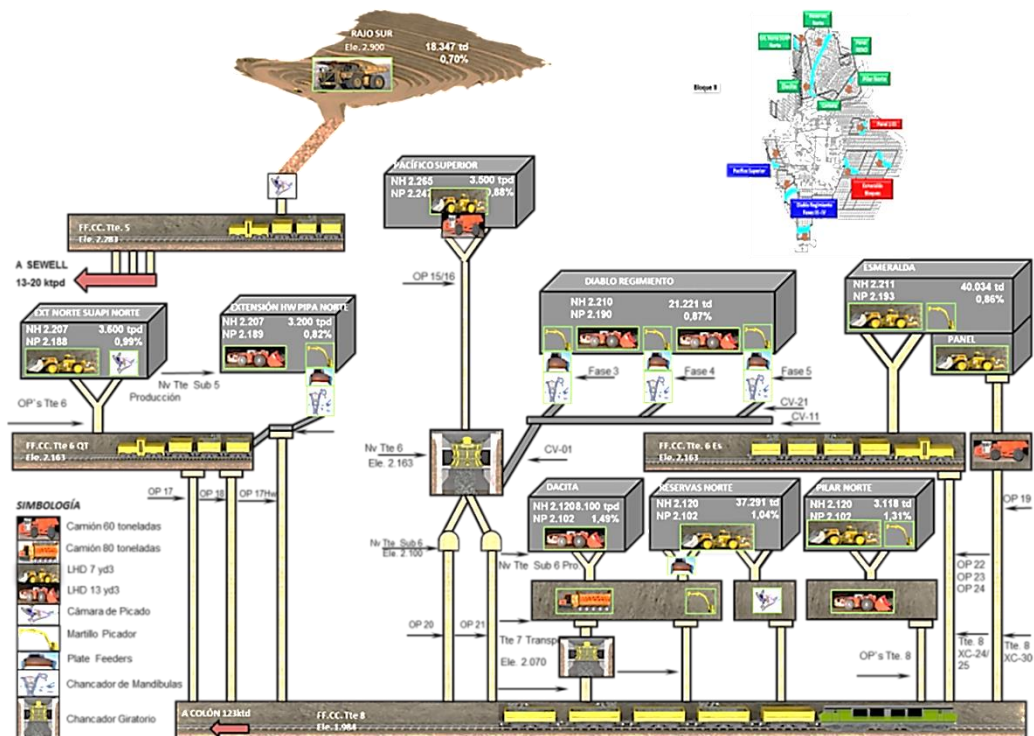 RAJO SUR
Ele. 2.900
18.347 td
0,70%
Bloque B
Pacífico Superior
Esmeralda
Bloques
Diablo Regimiento
PACÍFICO SUPERIOR
NH 2.265
3.500 tpd
NP 2.247
0,88%
FF.CC. Tte. 5
Ele. 2.283
A SEWELL
13-20 ktpd
OP 15/16
DIABLO REGIMIENTO
NH 2.210
21.221 td
NP 2.190
0,87%
ESMERALDA
NH 2.211
40.034 td
NP 2.193
0,86%
PANEL
EXT NORTE SUAPI NORTE
NH 2.207
3.600 tpd
NP 2.188
0,99%
EXTENSIÓN HW PIPA NORTE
NH 2.207
3.200 tpd
NP 2.189
0,82%
Nv Tte Sub 5
Producción
OP's Tte 6
Fase 3
Fase 4
Fase 5
CV-21
CV-11
CV-01
FF.CC. Tte 6 QT
Ele. 2.163
Nv Tte 6
Ele. 2.163
FF.CC. Tte. 6 Es
Ele. 2.163
OP 17
OP 18
OP 17Hw
OP 19
DACITA
NH 2.120
8.100 tpd
NP 2.102
1,49%
RESERVAS NORTE
NH 2.120
37.291 td
NP 2.102
1,04%
PILAR NORTE
NH 2.120
3.118 td
NP 2.102
1,31%
Nv Tte Sub6
Ele. 2.100
Nv Tte Sub 6 Pro
OP 22
OP 23
OP 24
OP 20
OP 21
Tte 7 Transp
Ele. 2.070
OP's Tte. 8
Tte. 8
XC-24/
25
Tte. 8
XC-30
SIMBOLOGÍA
Camión 60 toneladas
Camión 80 toneladas
LHD 7 yd3
LHD 13 yd3
Cámara de Picado
Martillo Picador
Plate Feeders
Chancador de Mandíbulas
Chancador Giratorio
A COLÓN 123ktd
FF.CC. Tte 8
Ele. 1.984